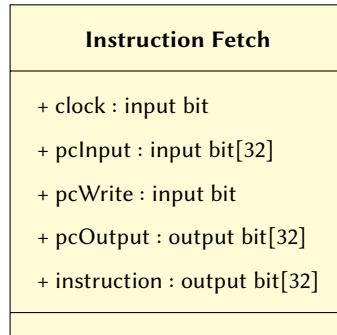 Instruction Fetch
+ clock : input bit
+ pcInput : input bit[32]
+ pcWrite : input bit
+ pcOutput : output bit[32]
+ instruction : output bit[32]